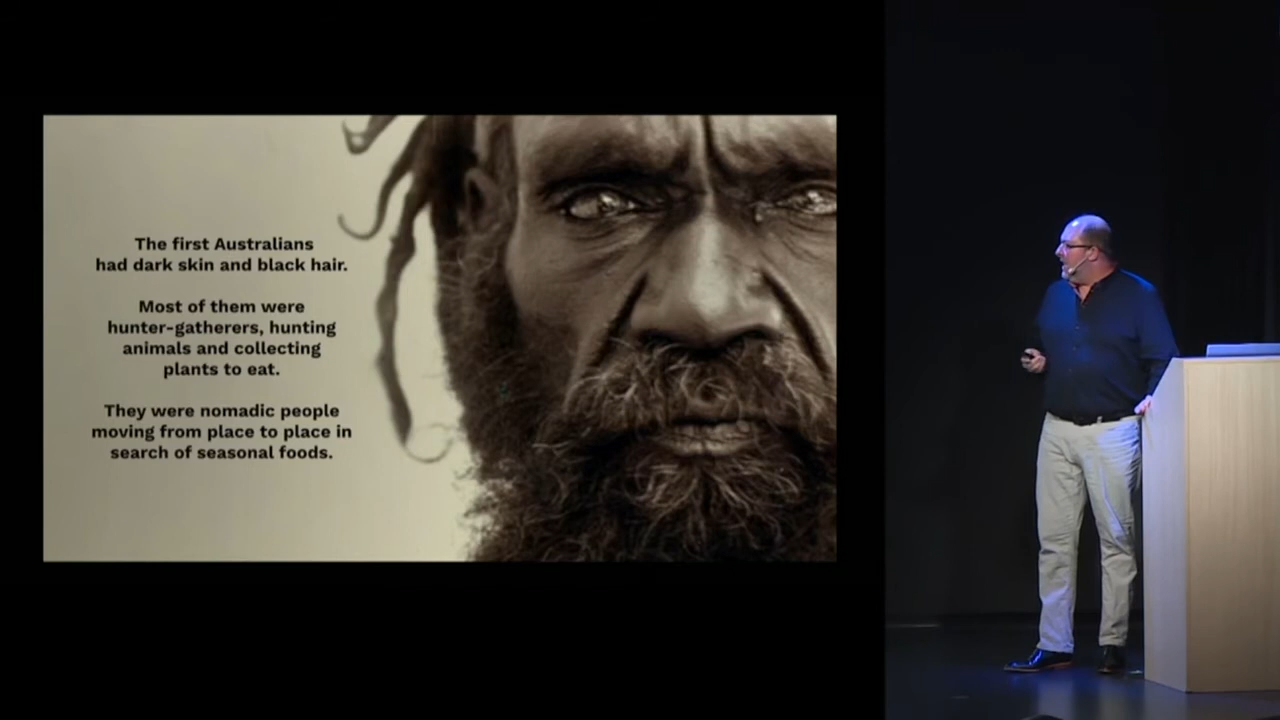 The first Australians
had dark skin and black hair.
Most of them were
hunter-gatherers, hunting
animals and collecting
plants to eat.
They were nomadic people
moving from place to place in
search of seasonal foods.